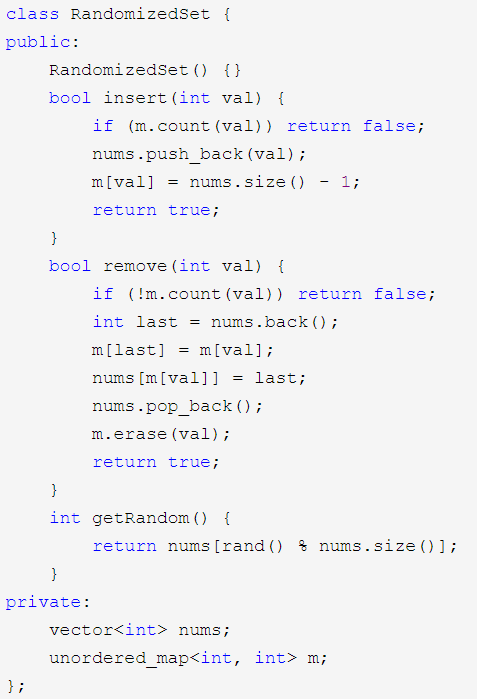 class RandomizedSet {
public:
    RandomizedSet() {}
    bool insert(int val) {
        if (m.count(val)) return false;
        nums.push_back(val);
        m[val] = nums.size() - 1;
        return true;
    }
    bool remove(int val) {
        if (!m.count(val)) return false;
        int last = nums.back();
        m[last] = m[val];
        nums[m[val]] = last;
        nums.pop_back();
        m.erase(val);
        return true;
    }
    int getRandom() {
        return nums[rand() % nums.size()];
    }
private:
    vector<int> nums;
    unordered_map<int, int> m;
};